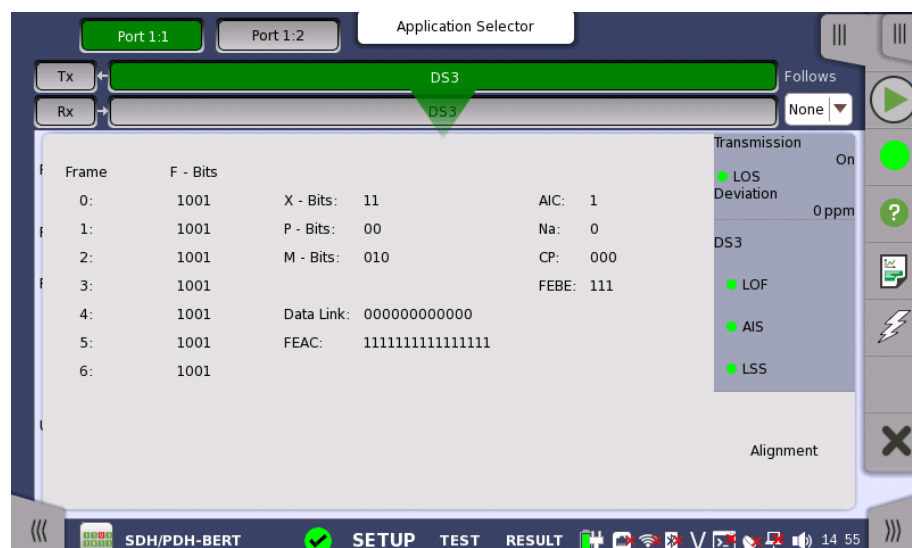 Port 1:1
Port 1:2
Application Selector
Tx
DS3
Follows
Rx
DS3
None
Transmission
On
LOS
Deviation
0 ppm
DS3
LOF
AIS
LSS
Alignment
Frame F - Bits
0: 1001 X - Bits: 11 AIC: 1
1: 1001 P - Bits: 00 Na: 0
2: 1001 M - Bits: 010 CP: 000
3: 1001 FEBE: 111
4: 1001 Data Link: 000000000000
5: 1001 FEAC: 1111111111111111
6: 1001
SDH/PDH-BERT
SETUP
TEST
RESULT
14 55